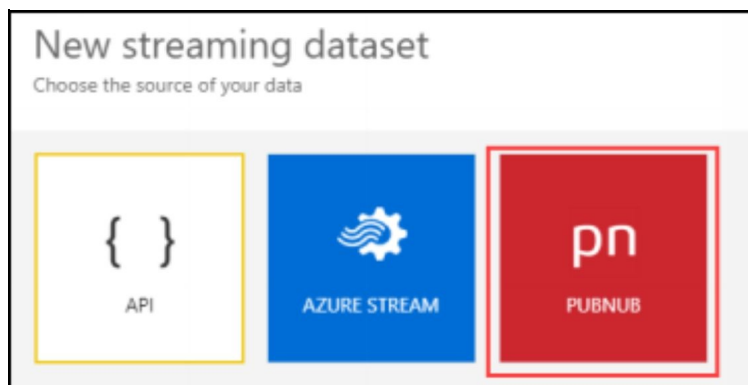 New streaming dataset
Choose the source of your data
{ }
pn
API
AZURE STREAM
PUBNUB